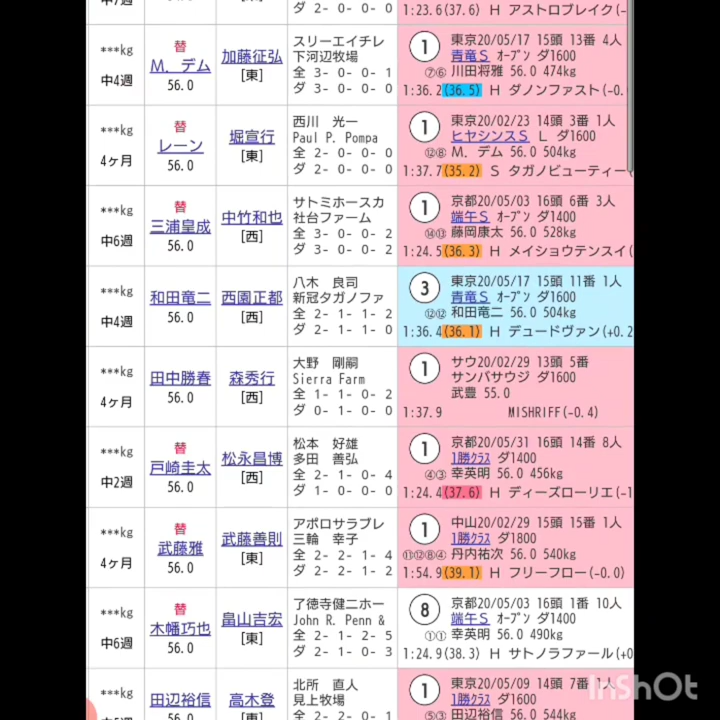 ダ 2- 0- 0- 0
1:23.6(37.6) H アストロブレイク(-
***kg
中4週
替
M. デム
56.0
加藤征弘
[東]
スリーエイチレ
下河辺牧場
全 3- 0- 0- 1
ダ 3- 0- 0- 0
1
東京20/05/17 15頭 13番 4人
青竜S オープン ダ1600
⑦⑥ 川田将雅 56.0 474kg
1:36.2(36.5) H ダノンファスト(-0.
***kg
4ヶ月
替
レーン
56.0
堀宣行
[東]
西川 光一
Paul P. Pompa
全 2- 0- 0- 0
ダ 2- 0- 0- 0
1
東京20/02/23 14頭 3番 1人
ヒヤシンスS L ダ1600
⑫⑧ M. デム 56.0 504kg
1:37.7(35.2) S タガノビューティー(
***kg
中6週
替
三浦皇成
56.0
中竹和也
[西]
サトミホースカ
社台ファーム
全 3- 0- 0- 2
ダ 3- 0- 0- 2
1
京都20/05/03 16頭 6番 3人
端午S オープン ダ1400
⑭⑬ 藤岡康太 56.0 528kg
1:24.5(36.3) H メイショウテンスイ(
***kg
中4週
和田竜二
56.0
西園正都
[西]
八木 良司
新冠タガノファ
全 2- 1- 1- 2
ダ 2- 1- 1- 0
3
東京20/05/17 15頭 11番 1人
青竜S オープン ダ1600
⑫⑫ 和田竜二 56.0 504kg
1:36.4(36.1) H デュードヴァン(+0.2
***kg
4ヶ月
田中勝春
56.0
森秀行
[西]
大野 剛嗣
Sierra Farm
全 1- 1- 0- 2
ダ 0- 1- 0- 0
1
サウ20/02/29 13頭 5番
サンバサウジ ダ1600
武豊 55.0
1:37.9 MISHRIFF(-0.4)
***kg
中2週
替
戸崎圭太
56.0
松永昌博
[西]
松本 好雄
多田 善弘
全 2- 1- 0- 4
ダ 1- 0- 0- 0
1
京都20/05/31 16頭 14番 8人
1勝クラス ダ1400
④③ 幸英明 56.0 456kg
1:24.4(37.6) H ディーズローリエ(-1
***kg
4ヶ月
替
武藤雅
56.0
武藤善則
[東]
アポロサラブレ
三輪 幸子
全 2- 2- 1- 4
ダ 2- 2- 1- 2
1
中山20/02/29 15頭 15番 1人
1勝クラス ダ1800
⑬⑫⑧④ 丹内祐次 56.0 540kg
1:54.9(39.1) H フリーフロー(-0.0)
***kg
中6週
替
木幡巧也
56.0
畠山吉宏
[東]
了徳寺健二ホー
John R. Penn &
全 2- 1- 2- 5
ダ 2- 1- 0- 3
8
京都20/05/03 16頭 1番 10人
端午S オープン ダ1400
①① 幸英明 56.0 490kg
1:24.9(38.3) H サトノラファール(+0
***kg
田辺裕信
高木登
北所 直人
見上牧場
1
東京20/05/09 14頭 7番
1勝クラス ダ1600
⑤③ 田辺裕信 56.0 544kg
InShOt